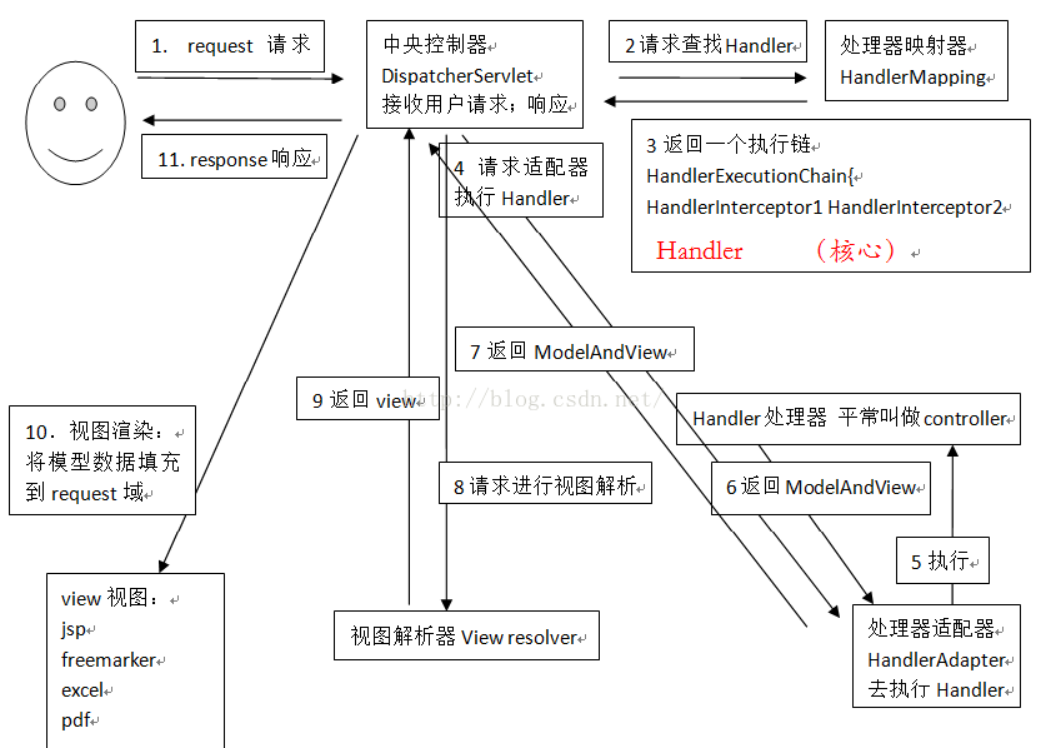 1. request 请求
中央控制器
DispatcherServlet
接收用户请求；响应
2请求查找Handler
处理器映射器
HandlerMapping
11. response 响应
3 返回一个执行链
HandlerExecutionChain{
HandlerInterceptor1 HandlerInterceptor2
Handler （核心）
4 请求适配器
执行 Handler
7 返回 ModelAndView
9 返回 view
http://blog.csdn.net/
Handler 处理器 平常叫做 controller
10．视图渲染：
将模型数据填充
到 request 域
8 请求进行视图解析
6 返回 ModelAndView
5 执行
view 视图：
jsp
freemarker
excel
pdf
视图解析器 View resolver
处理器适配器
HandlerAdapter
去执行 Handler